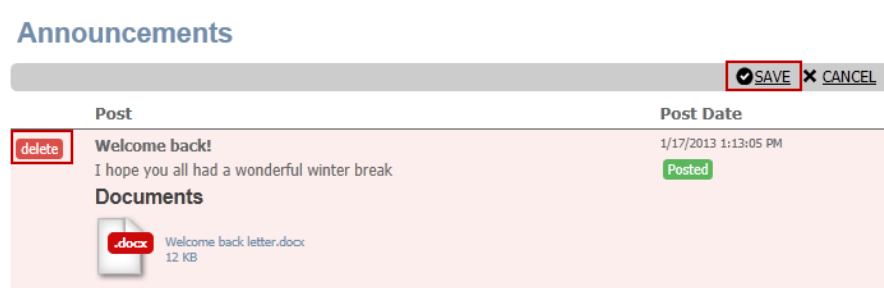 Announcements
SAVE CANCEL
Post Post Date
delete Welcome back! 1/17/2013 1:13:05 PM
I hope you all had a wonderful winter break Posted
Documents
.docx Welcome back letter.docx
12 KB